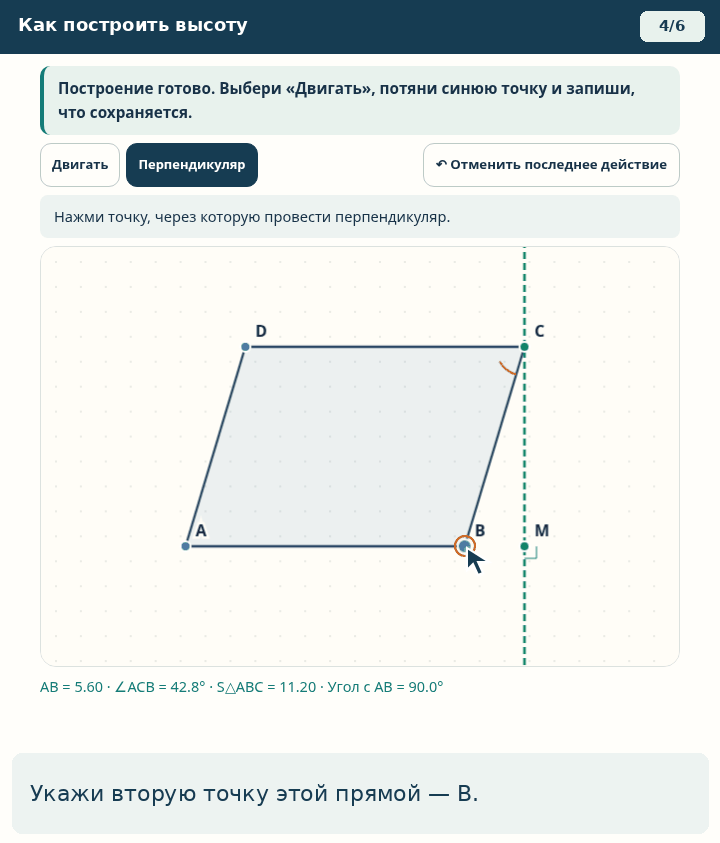 Как построить высоту
4/6
Построение готово. Выбери «Двигать», потяни синюю точку и запиши,
что сохраняется.
Двигать
Перпендикуляр
↶ Отменить последнее действие
Нажми точку, через которую провести перпендикуляр.
D
C
A
B
M
AB = 5.60 · ∠ACB = 42.8° · S△ABC = 11.20 · Угол с AB = 90.0°
Укажи вторую точку этой прямой — B.